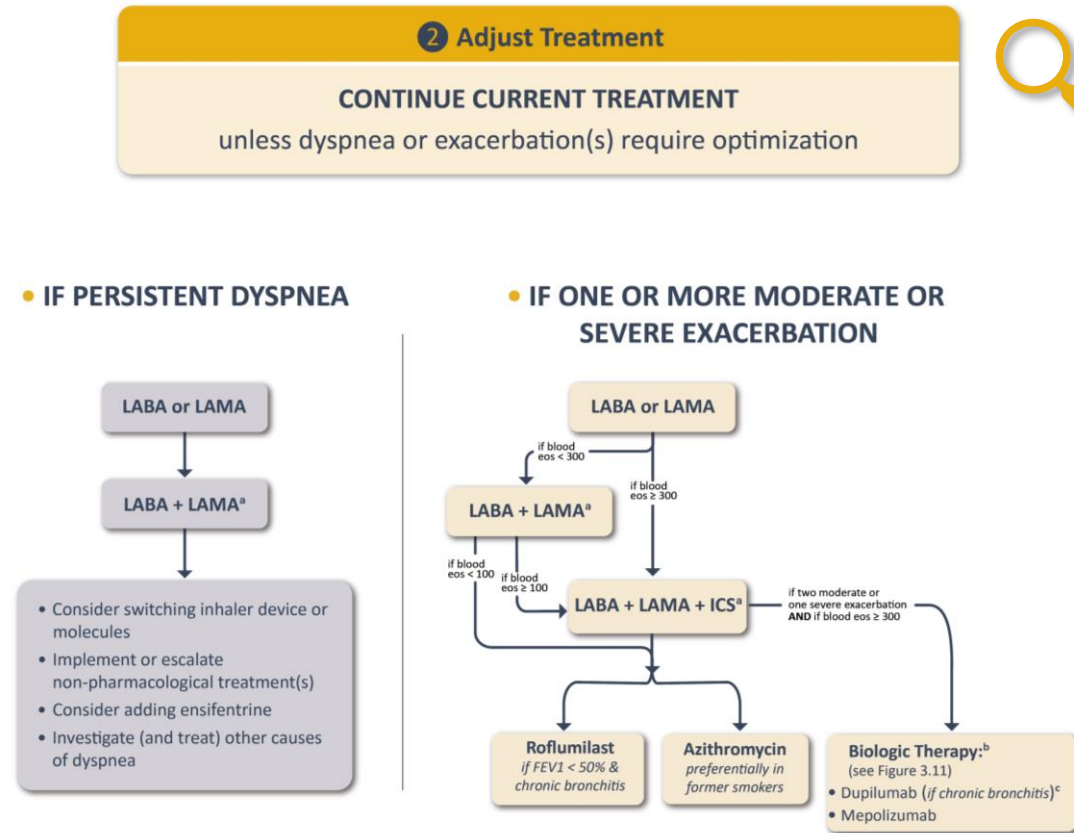 2 Adjust Treatment
CONTINUE CURRENT TREATMENT
unless dyspnea or exacerbation(s) require optimization
• IF PERSISTENT DYSPNEA
LABA or LAMA
LABA + LAMAᵃ
• Consider switching inhaler device or
molecules
• Implement or escalate
non-pharmacological treatment(s)
• Consider adding ensifentrine
• Investigate (and treat) other causes
of dyspnea
• IF ONE OR MORE MODERATE OR
SEVERE EXACERBATION
LABA or LAMA
if blood
eos < 300
if blood
eos ≥ 300
LABA + LAMAᵃ
if blood
eos < 100
if blood
eos ≥ 100
LABA + LAMA + ICSᵃ
if two moderate or
one severe exacerbation
AND if blood eos ≥ 300
Roflumilast
if FEV1 < 50% &
chronic bronchitis
Azithromycin
preferentially in
former smokers
Biologic Therapy:ᵇ
(see Figure 3.11)
• Dupilumab (if chronic bronchitis)ᶜ
• Mepolizumab